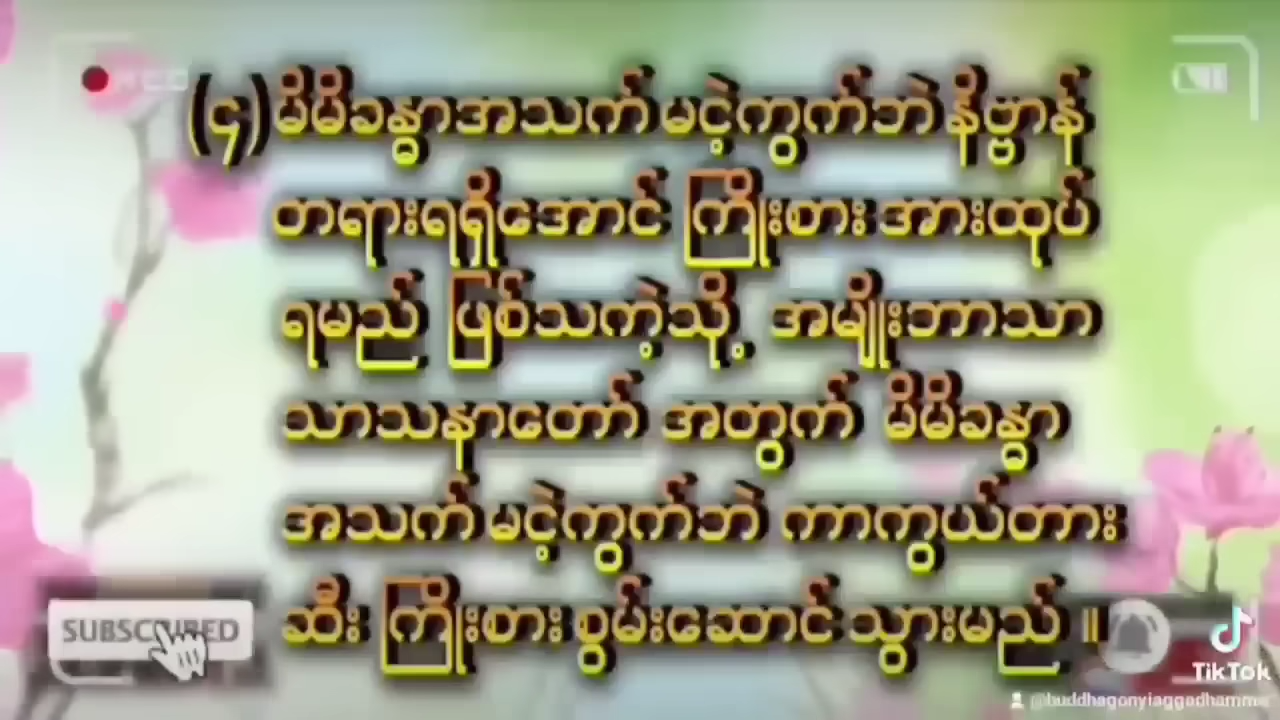 (၄) မိမိခန္ဓာအသက် မငဲ့ကွက်ဘဲ နိဗ္ဗာန်
တရားရရှိအောင် ကြိုးစား အားထုပ်
ရမည် ဖြစ်သကဲ့သို့ အမျိုးဘာသာ
သာသနာတော် အတွက် မိမိခန္ဓာ
အသက် မငဲ့ကွက်ဘဲ ကာကွယ်တား
ဆီး ကြိုးစား စွမ်းဆောင် သွားမည် ။
SUBSCRIBED
TikTok